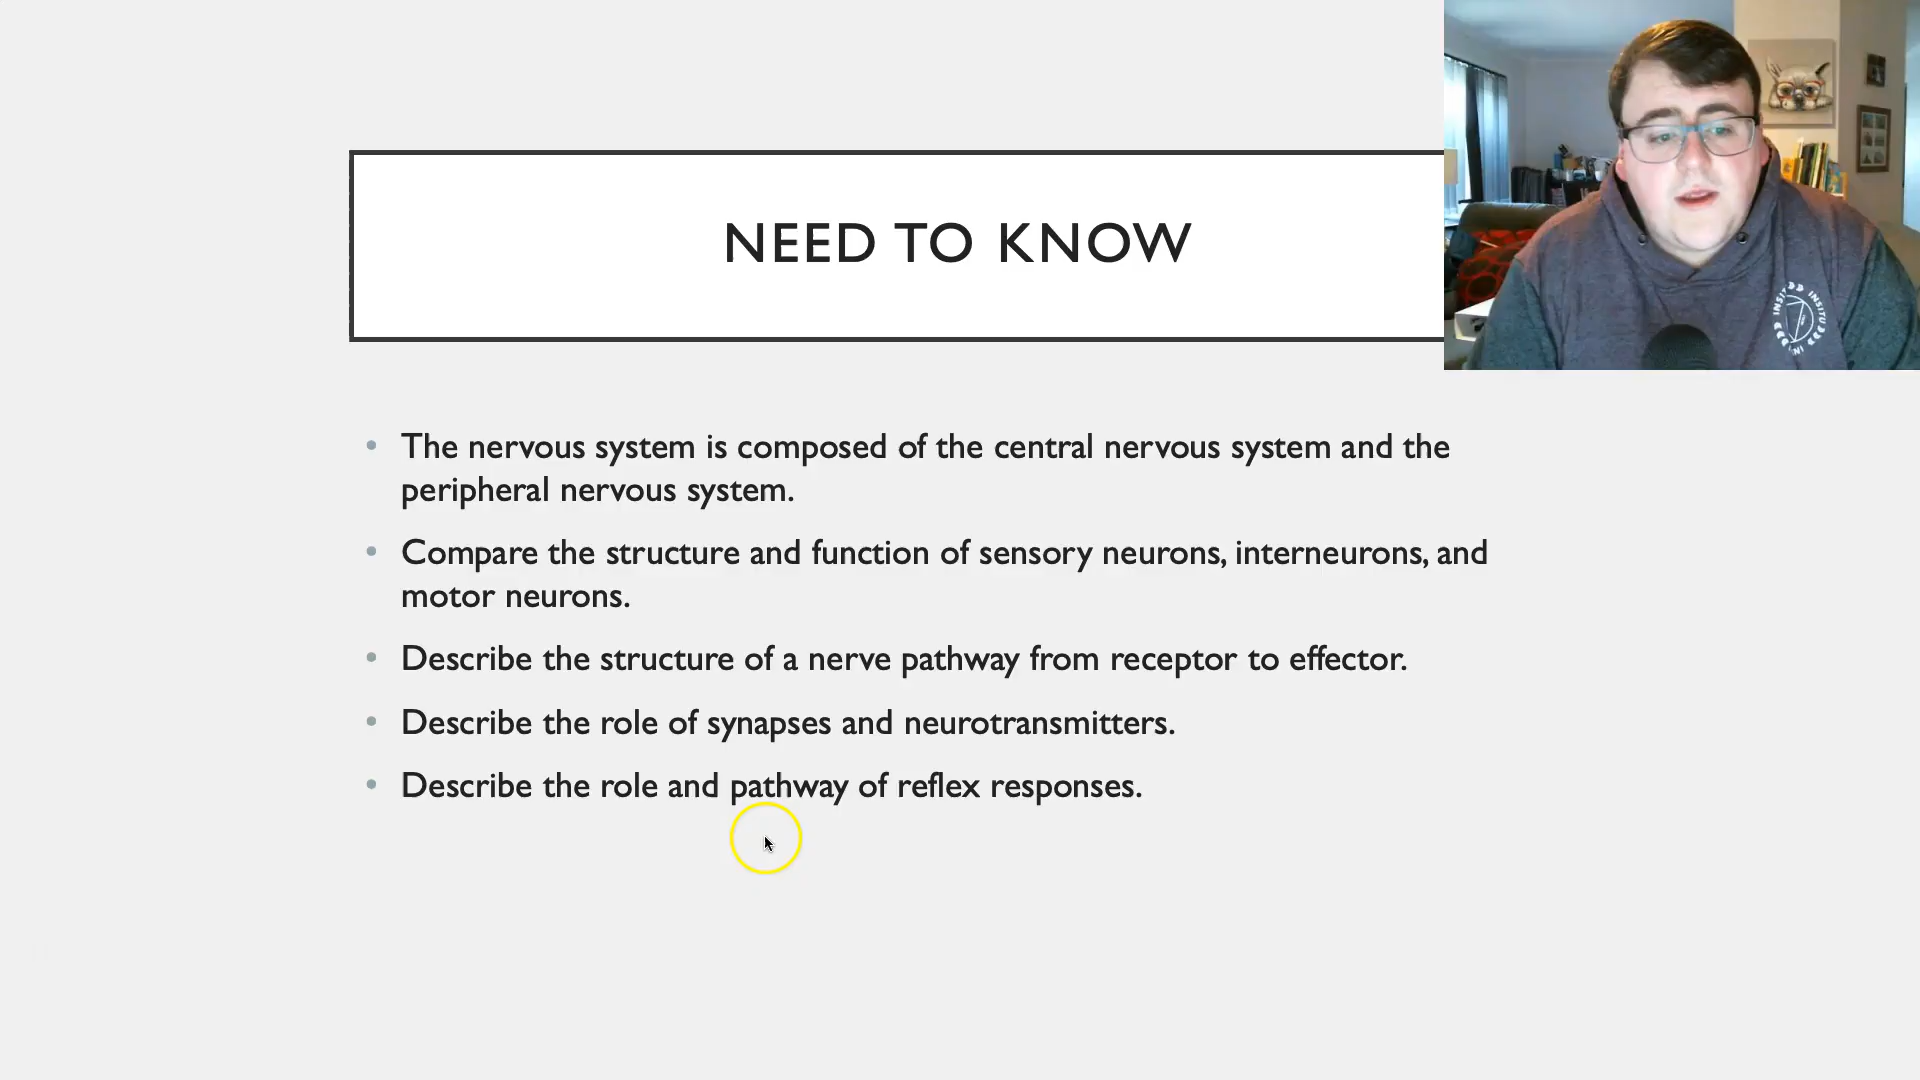 NEED TO KNOW
• The nervous system is composed of the central nervous system and the
peripheral nervous system.
• Compare the structure and function of sensory neurons, interneurons, and
motor neurons.
• Describe the structure of a nerve pathway from receptor to effector.
• Describe the role of synapses and neurotransmitters.
• Describe the role and pathway of reflex responses.